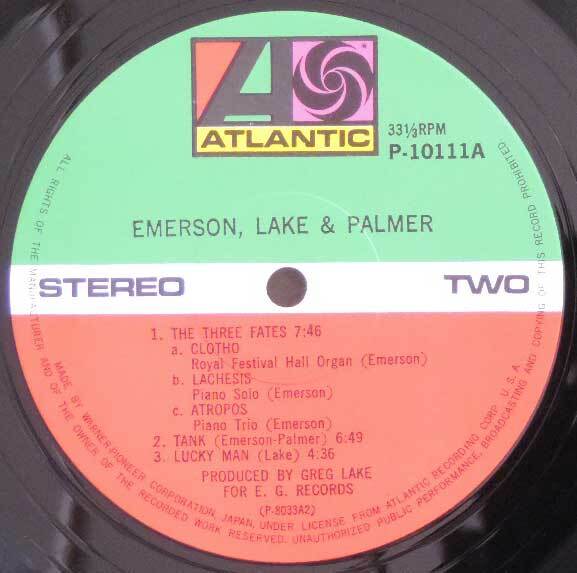 ATLANTIC
33⅓RPM
P-10111A
EMERSON, LAKE & PALMER
STEREO
TWO
1. THE THREE FATES 7:46
a. CLOTHO
Royal Festival Hall Organ (Emerson)
b. LACHESIS
Piano Solo (Emerson)
c. ATROPOS
Piano Trio (Emerson)
2. TANK (Emerson-Palmer) 6:49
3. LUCKY MAN (Lake) 4:36
PRODUCED BY GREG LAKE
FOR E. G. RECORDS
(P-8033A2)
MADE BY WARNER-PIONEER CORPORATION, JAPAN, UNDER LICENSE FROM ATLANTIC RECORDING CORP. U. S. A.
ALL RIGHTS OF THE MANUFACTURER AND OF THE OWNER OF THE RECORDED WORK RESERVED. UNAUTHORIZED PUBLIC PERFORMANCE, BROADCASTING AND COPYING OF THIS RECORD PROHIBITED